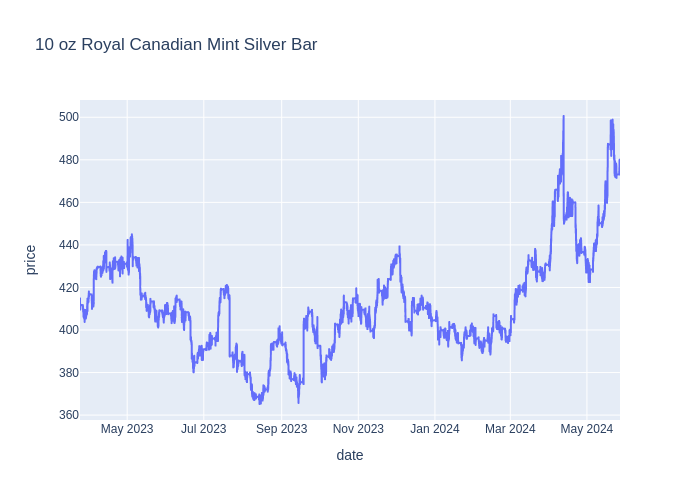 10 oz Royal Canadian Mint Silver Bar
price
500
480
460
440
420
400
380
360
May 2023 Jul 2023 Sep 2023 Nov 2023 Jan 2024 Mar 2024 May 2024
date